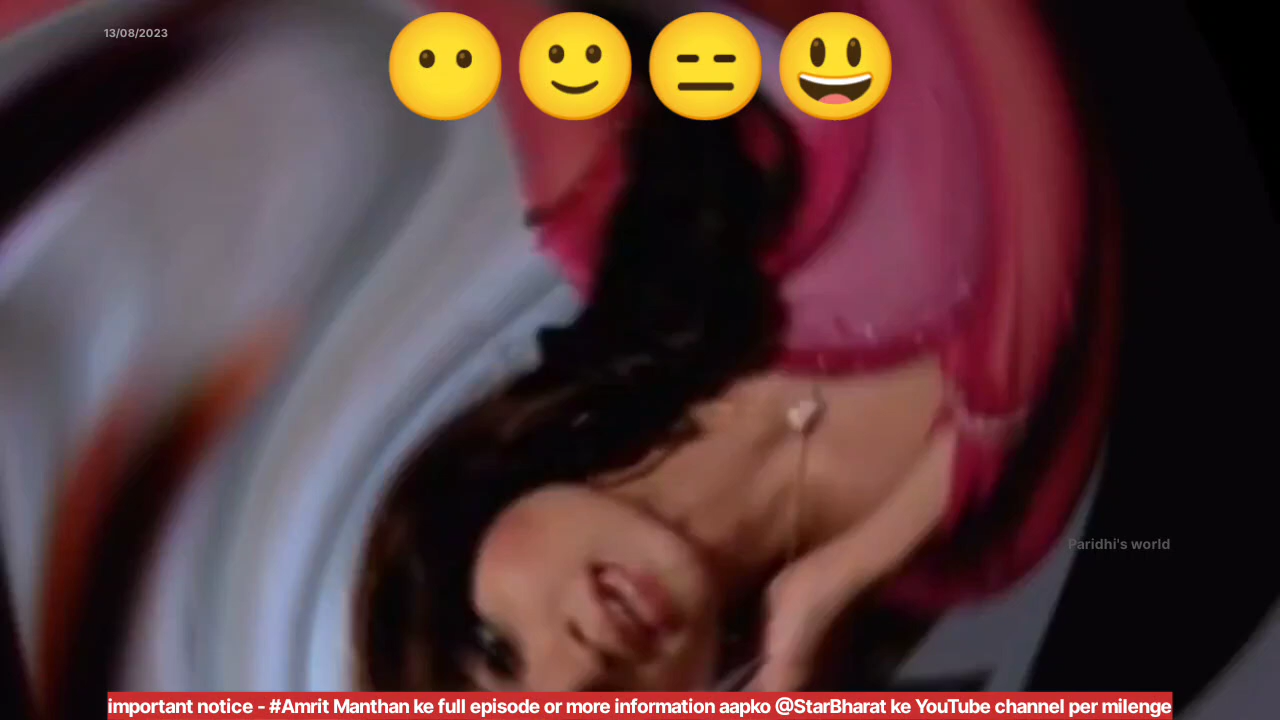 13/08/2023
Paridhi's world
important notice - #Amrit Manthan ke full episode or more information aapko @StarBharat ke YouTube channel per milenge